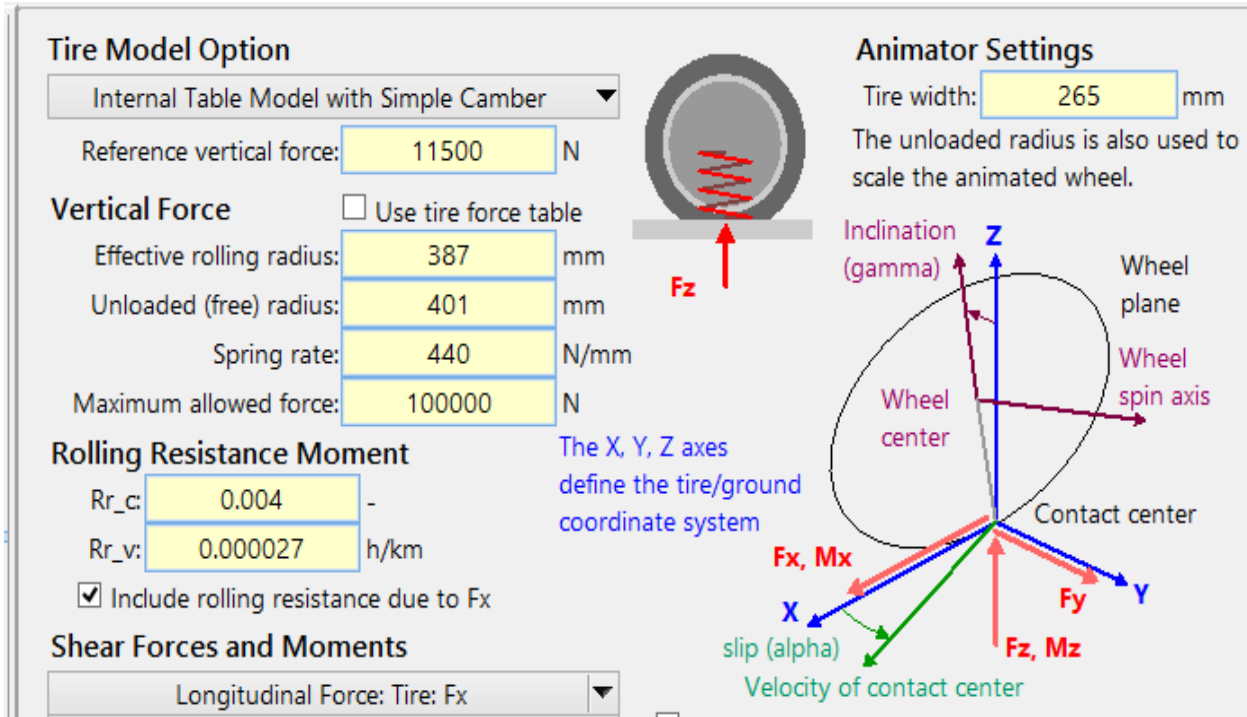 Tire Model Option
Internal Table Model with Simple Camber
Reference vertical force: 11500 N
Vertical Force
Use tire force table
Effective rolling radius: 387 mm
Unloaded (free) radius: 401 mm
Spring rate: 440 N/mm
Maximum allowed force: 100000 N
Rolling Resistance Moment
Rr_c: 0.004 -
Rr_v: 0.000027 h/km
Include rolling resistance due to Fx
Shear Forces and Moments
Longitudinal Force: Tire: Fx
Fz
The X, Y, Z axes
define the tire/ground
coordinate system
Animator Settings
Tire width: 265 mm
The unloaded radius is also used to
scale the animated wheel.
Inclination
(gamma)
Z
Wheel
plane
Wheel
spin axis
Wheel
center
Contact center
Fx, Mx
X
Fy
Y
slip (alpha)
Fz, Mz
Velocity of contact center